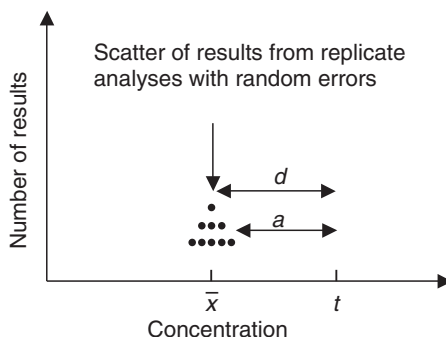 Scatter of results from replicate
analyses with random errors
Number of results
d
a
x̅
t
Concentration